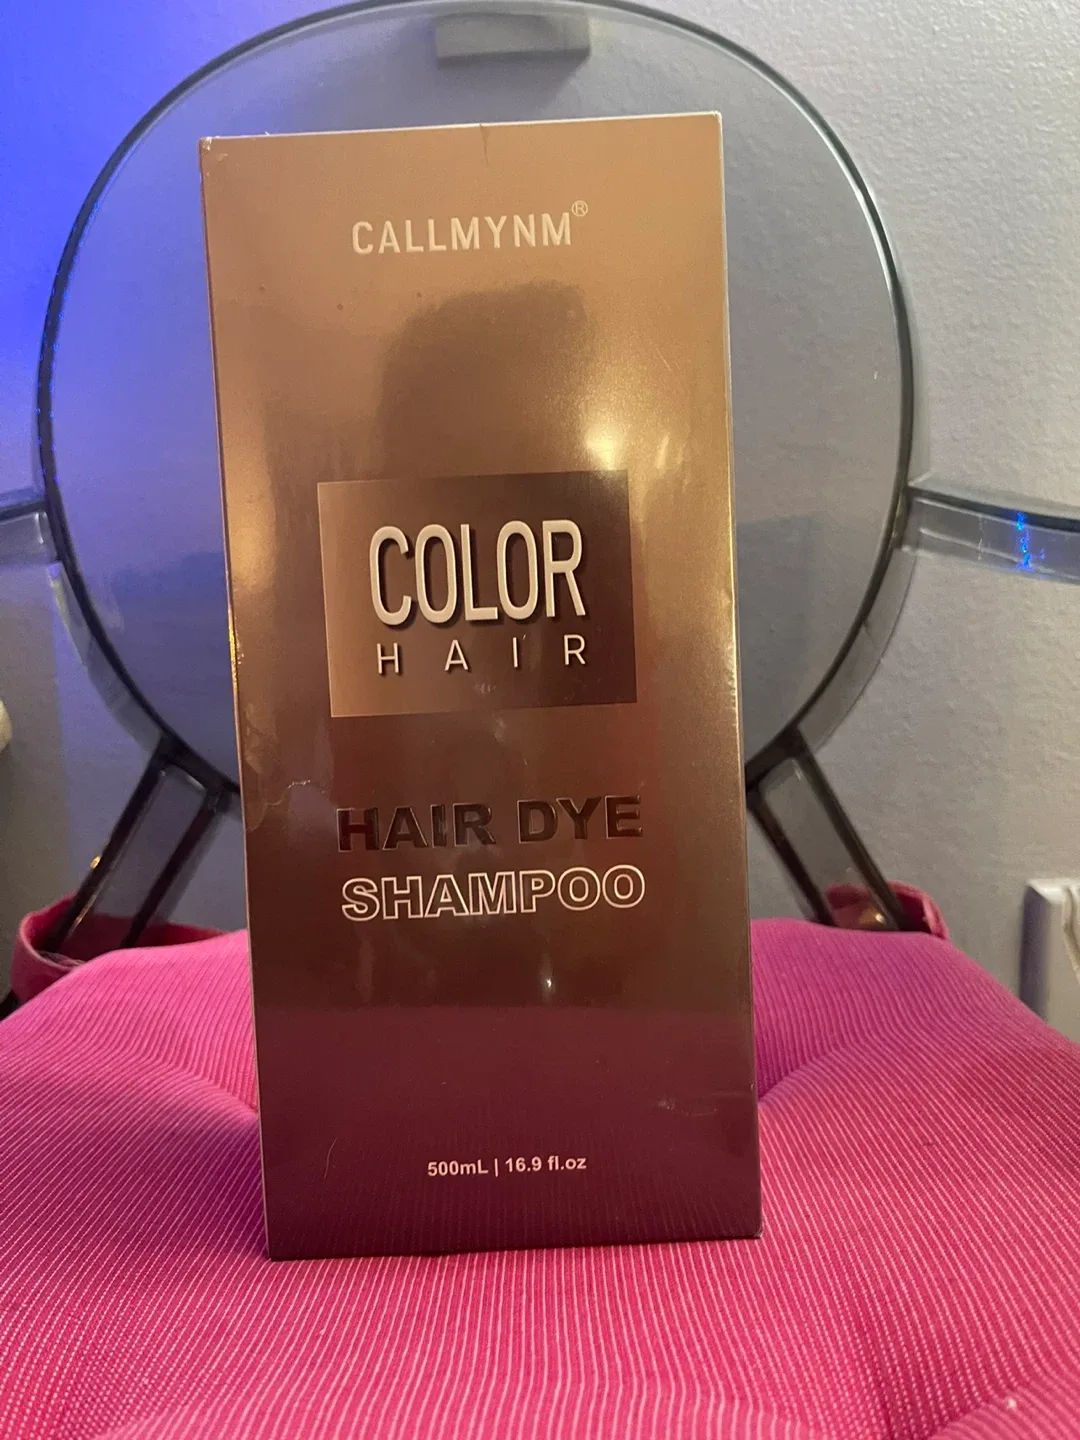 CALLMYNM®
COLOR
HAIR
HAIR DYE
SHAMPOO
500mL | 16.9 fl.oz